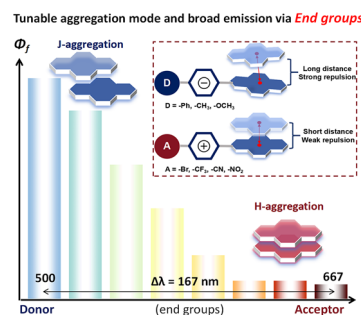 Tunable aggregation mode and broad emission via End groups
Φf
J-aggregation
D
−
Long distance
Strong repulsion
D = -Ph, -CH3, -OCH3
A
+
Short distance
Weak repulsion
A = -Br, -CF3, -CN, -NO2
H-aggregation
500
Δλ = 167 nm
667
Donor
(end groups)
Acceptor